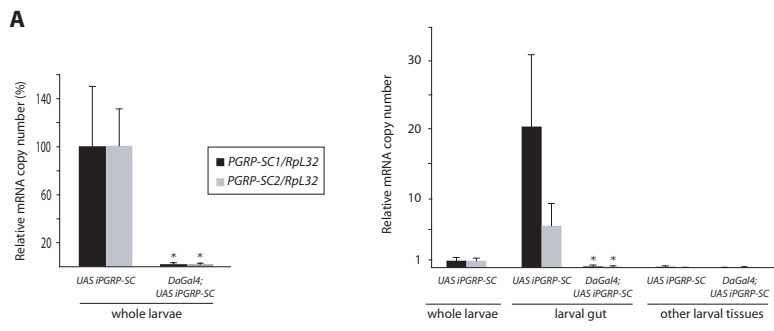 A
Relative mRNA copy number (%)
140
100
60
20
* *
UAS iPGRP-SC
DaGal4;
UAS iPGRP-SC
whole larvae
PGRP-SC1/RpL32
PGRP-SC2/RpL32
Relative mRNA copy number
30
20
10
1
* *
UAS iPGRP-SC
UAS iPGRP-SC
DaGal4;
UAS iPGRP-SC
UAS iPGRP-SC
DaGal4;
UAS iPGRP-SC
whole larvae
larval gut
other larval tissues